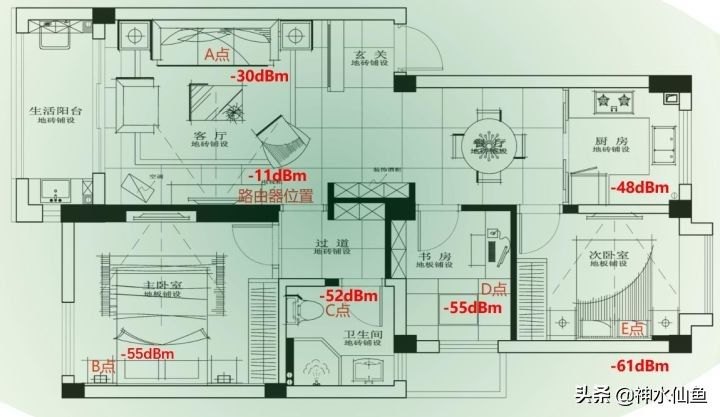 A点
-30dBm
玄关
地砖铺设
生活阳台
地砖铺设
客厅
地砖铺设
餐厅
地砖铺设
厨房
地砖铺设
空调
-11dBm
路由器位置
装饰酒柜
-48dBm
过道
地砖铺设
书房
地板铺设
次卧室
地板铺设
主卧室
地板铺设
D点
-52dBm
C点
-55dBm
卫生间
地砖铺设
E点
-55dBm
B点
-61dBm
头条 @神水仙鱼